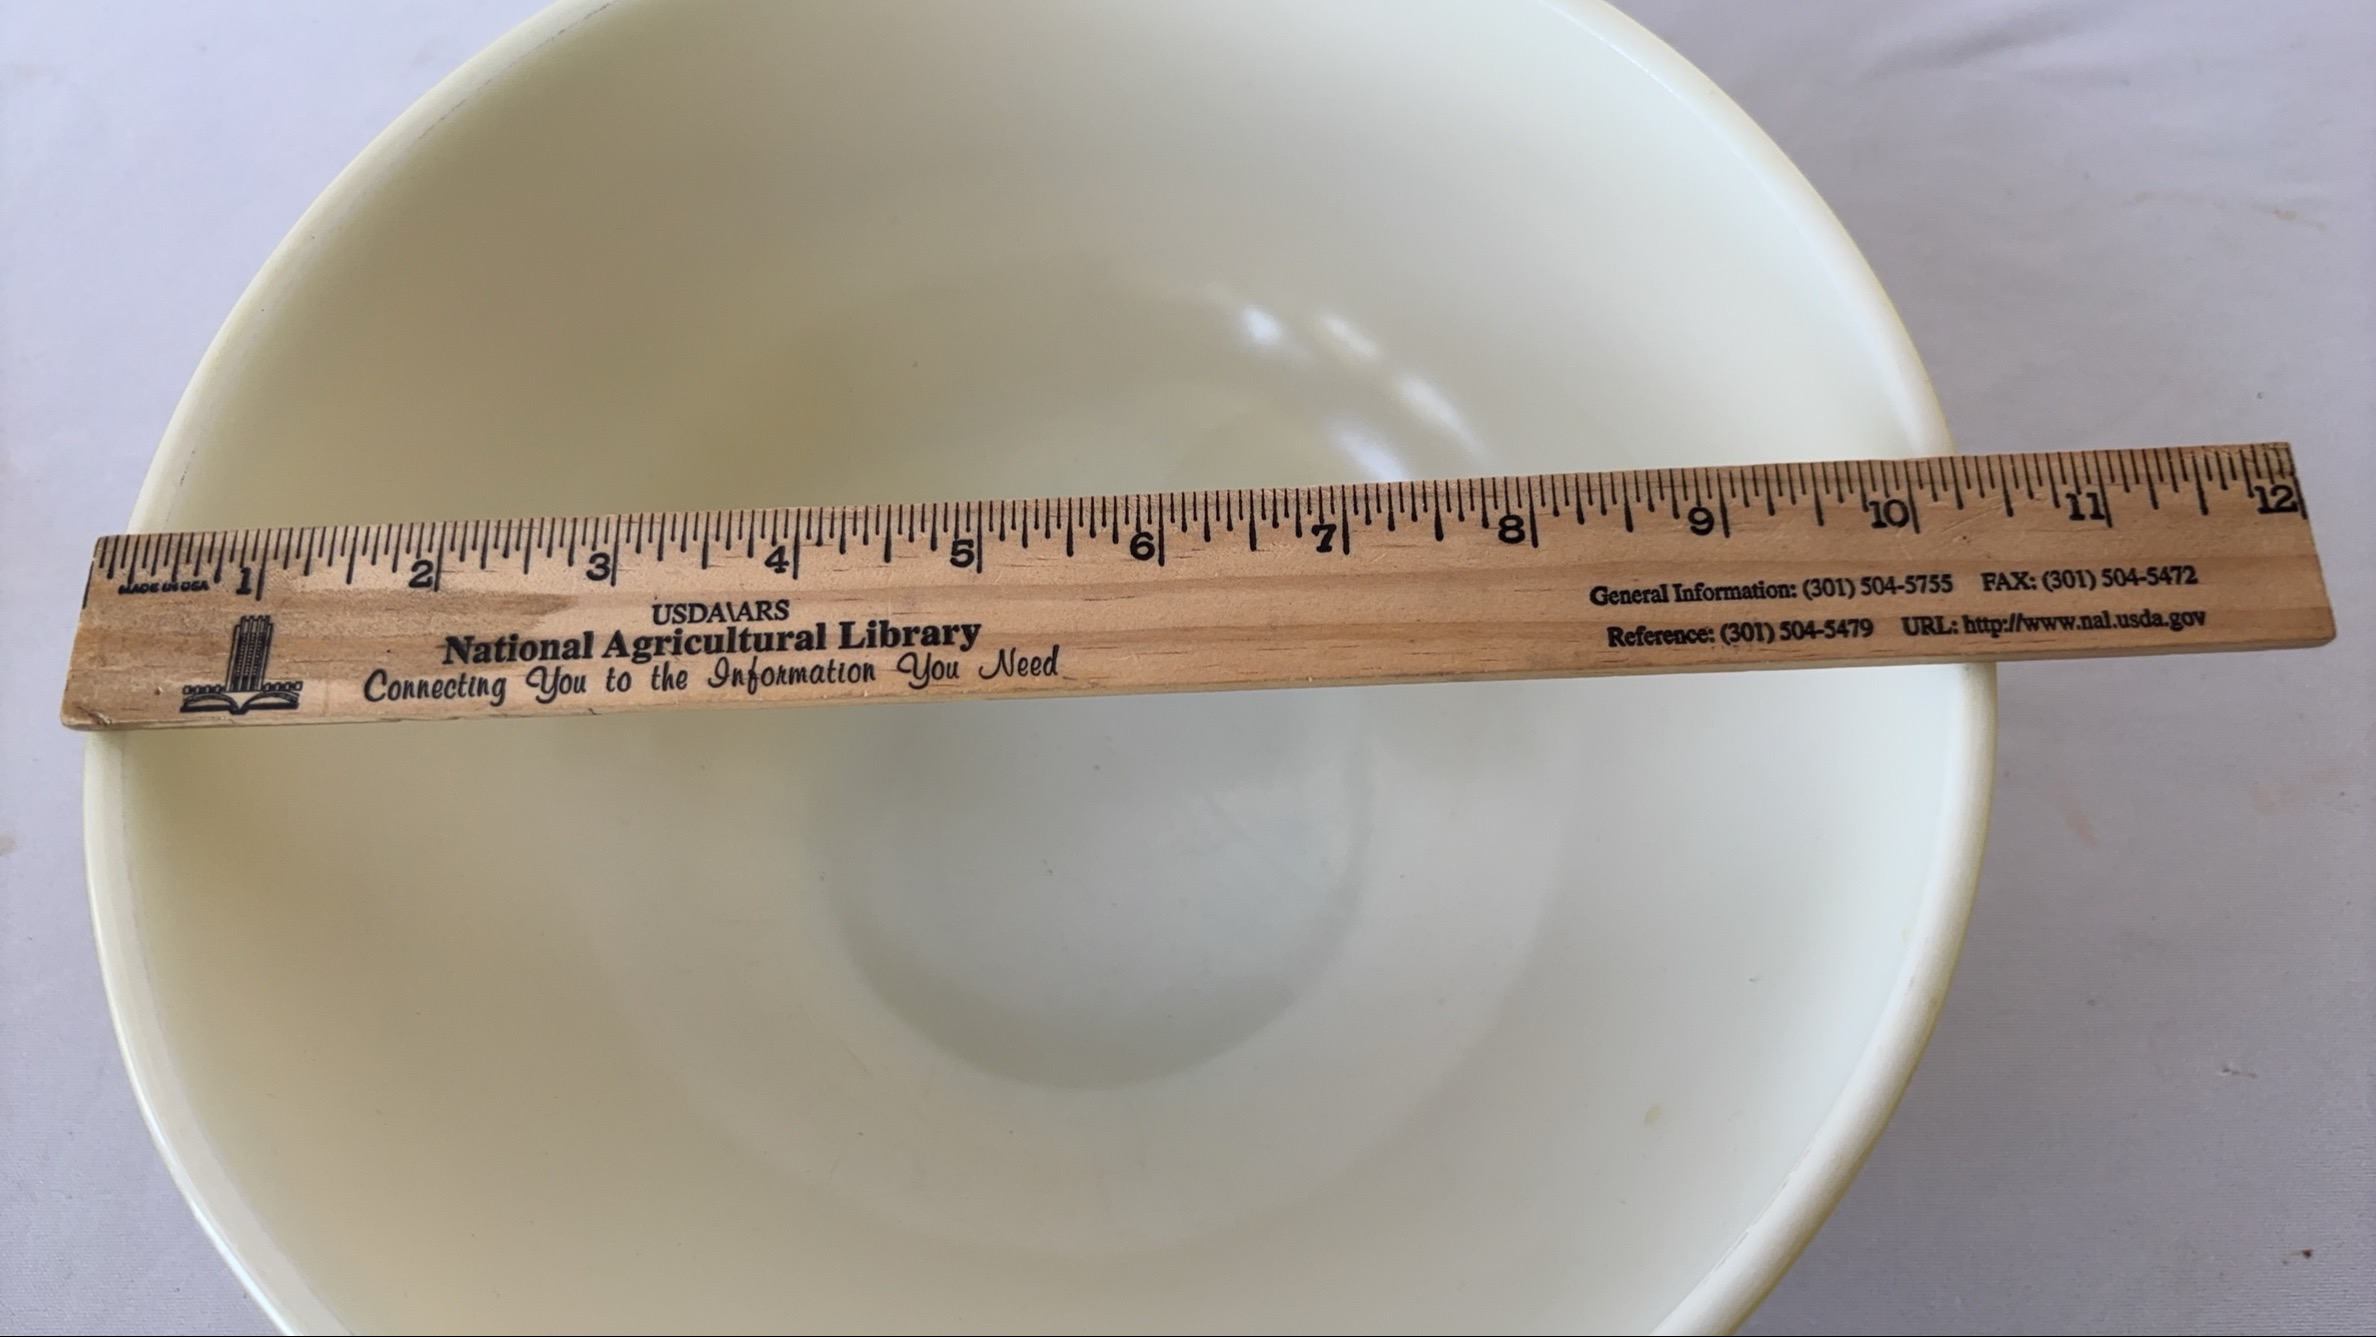 1 2 3 4 5 6 7 8 9 10 11 12
MADE IN USA
USDA\ARS
National Agricultural Library
Connecting You to the Information You Need
General Information: (301) 504-5755 FAX: (301) 504-5472
Reference: (301) 504-5479 URL: http://www.nal.usda.gov